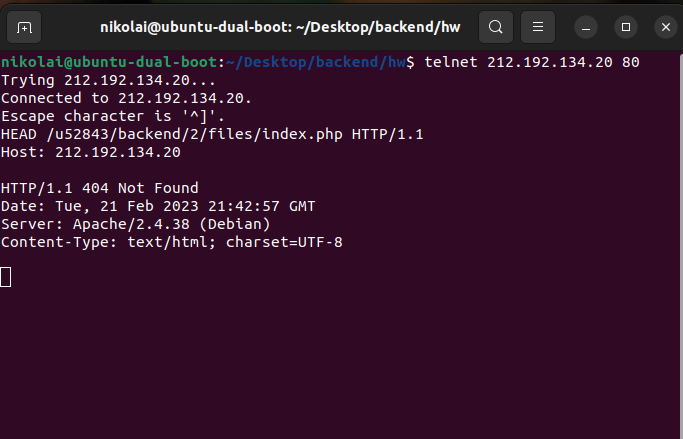 nikolai@ubuntu-dual-boot: ~/Desktop/backend/hw
nikolai@ubuntu-dual-boot:~/Desktop/backend/hw$ telnet 212.192.134.20 80
Trying 212.192.134.20...
Connected to 212.192.134.20.
Escape character is '^]'.
HEAD /u52843/backend/2/files/index.php HTTP/1.1
Host: 212.192.134.20

HTTP/1.1 404 Not Found
Date: Tue, 21 Feb 2023 21:42:57 GMT
Server: Apache/2.4.38 (Debian)
Content-Type: text/html; charset=UTF-8